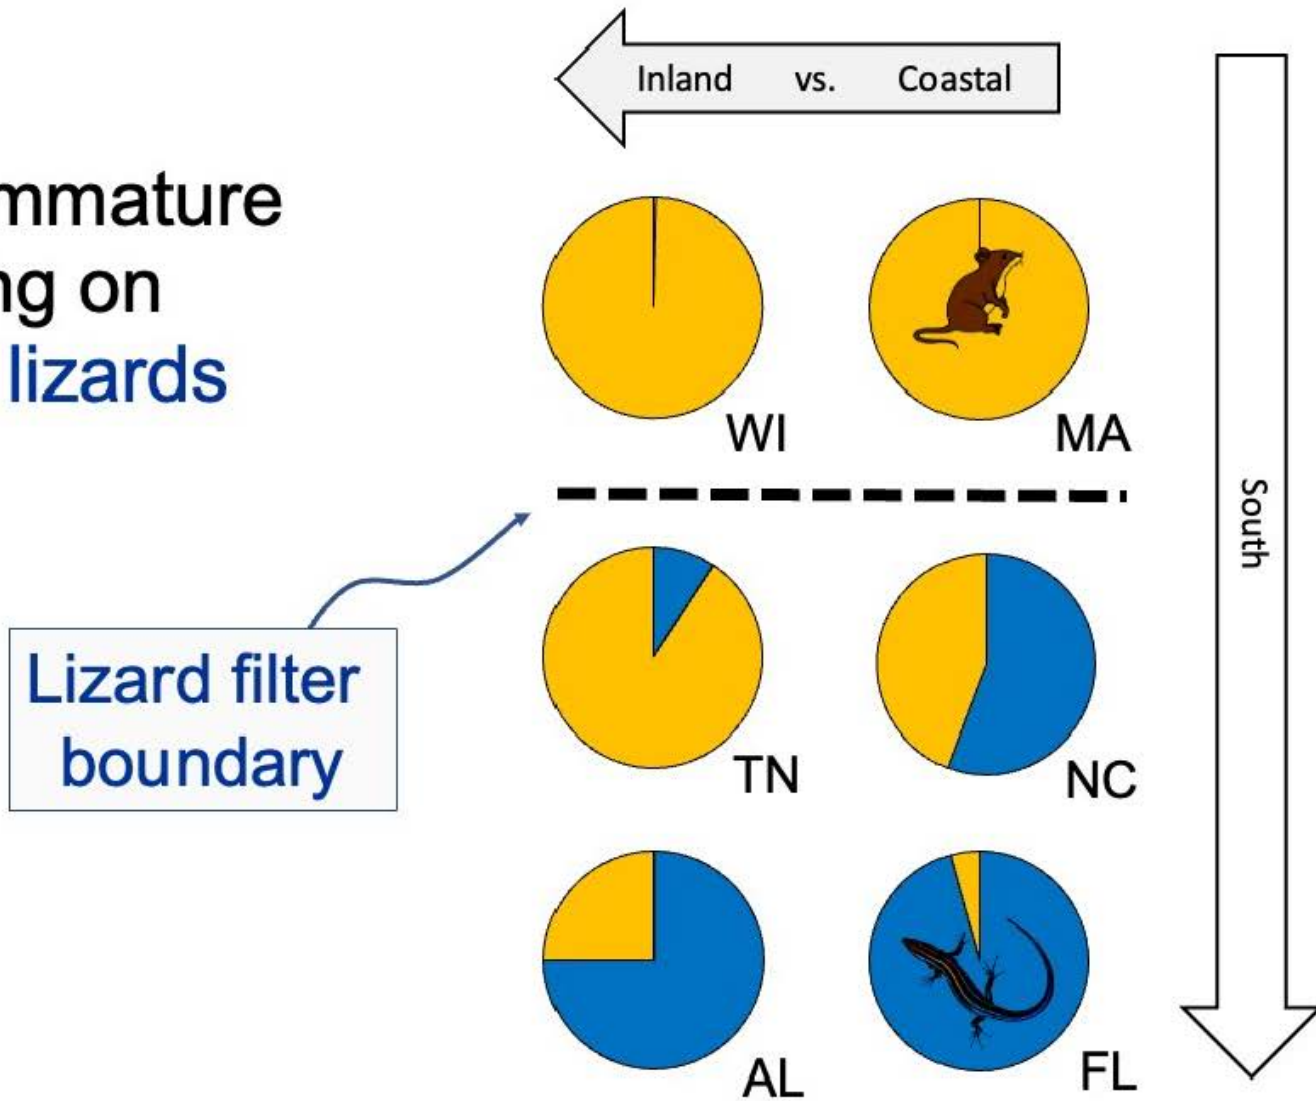 Inland vs. Coastal
mmature
ng on
lizards
WI
MA
South
Lizard filter
boundary
TN
NC
AL
FL